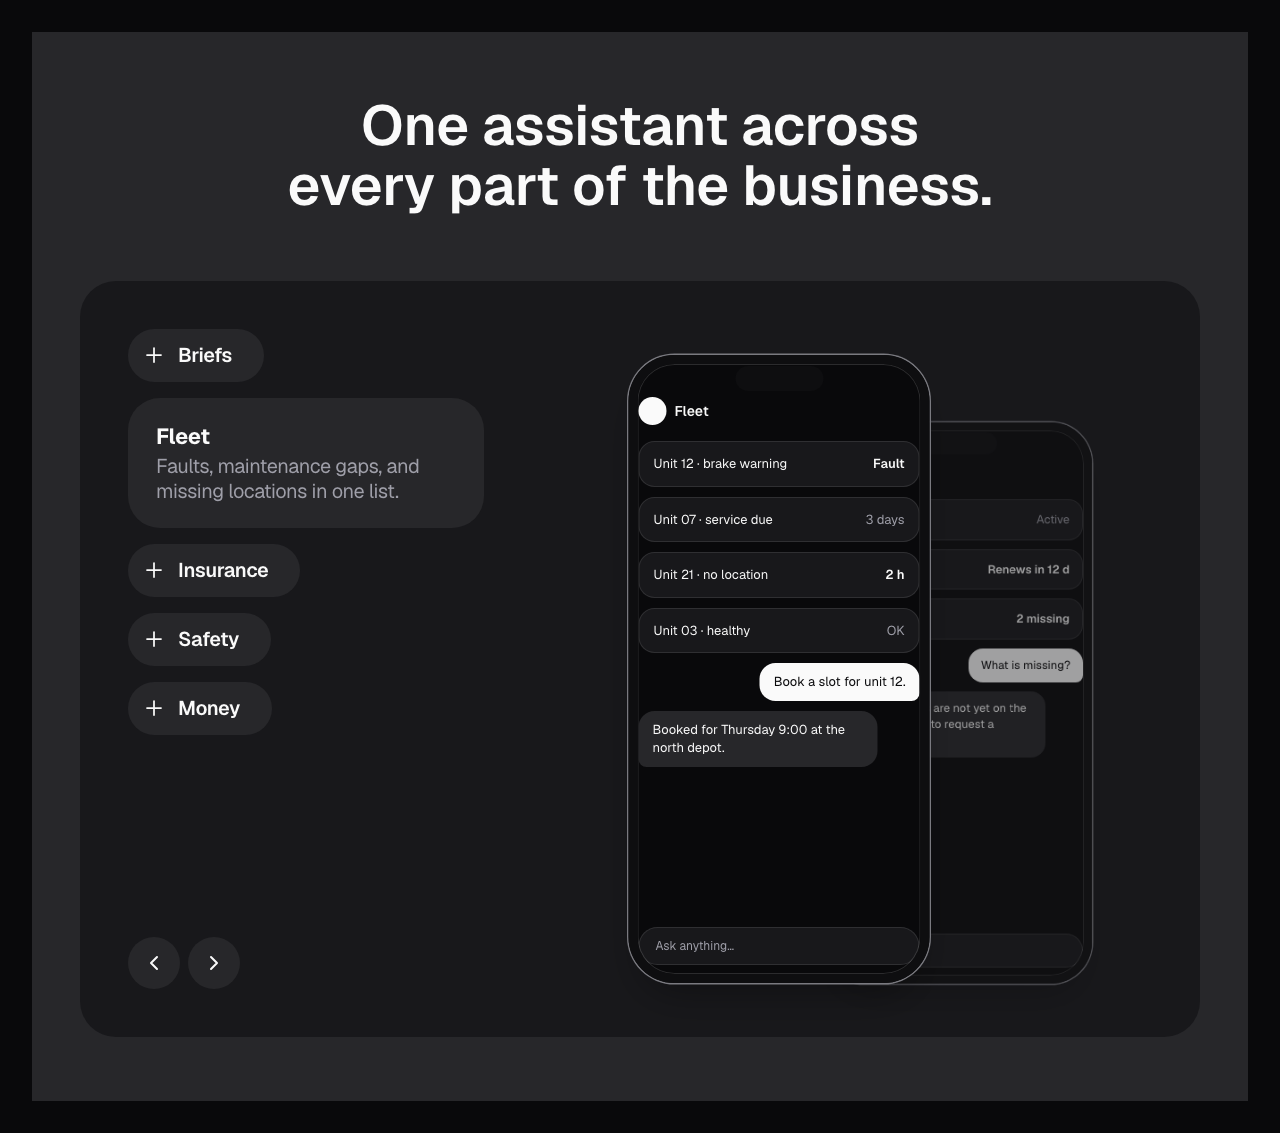 One assistant across
every part of the business.
Briefs
Fleet
Faults, maintenance gaps, and
missing locations in one list.
Insurance
Safety
Money
Fleet
Unit 12 · brake warning Fault
Unit 07 · service due 3 days
Unit 21 · no location 2 h
Unit 03 · healthy OK
Book a slot for unit 12.
Booked for Thursday 9:00 at the
north depot.
Ask anything…
Active
Renews in 12 d
2 missing
What is missing?
are not yet on the
to request a